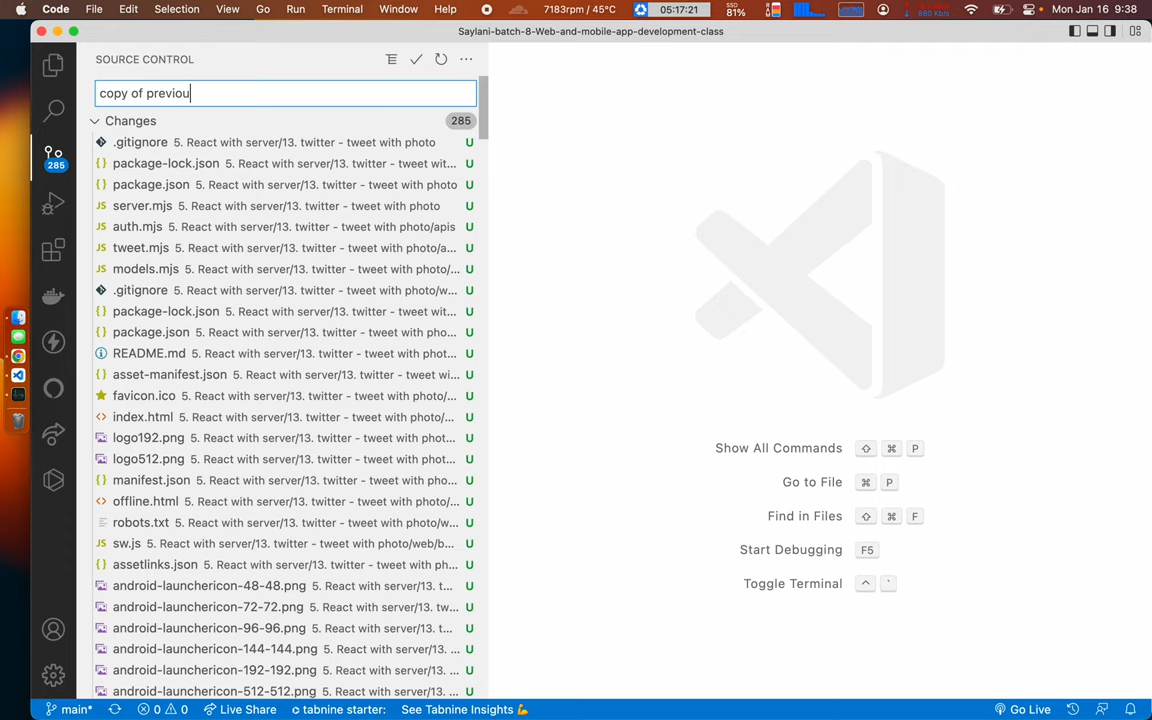 Code File Edit Selection View Go Run Terminal Window Help 7183rpm / 45°C 05:17:21 SSD 81% Mon Jan 16 9:38
Saylani-batch-8-Web-and-mobile-app-development-class
SOURCE CONTROL
copy of previou
Changes 285
.gitignore 5. React with server/13. twitter - tweet with photo U
package-lock.json 5. React with server/13. twitter - tweet wit... U
package.json 5. React with server/13. twitter - tweet with photo U
server.mjs 5. React with server/13. twitter - tweet with photo U
auth.mjs 5. React with server/13. twitter - tweet with photo/apis U
tweet.mjs 5. React with server/13. twitter - tweet with photo/a... U
models.mjs 5. React with server/13. twitter - tweet with photo/... U
.gitignore 5. React with server/13. twitter - tweet with photo/w... U
package-lock.json 5. React with server/13. twitter - tweet wit... U
package.json 5. React with server/13. twitter - tweet with pho... U
README.md 5. React with server/13. twitter - tweet with phot... U
asset-manifest.json 5. React with server/13. twitter - tweet wi... U
favicon.ico 5. React with server/13. twitter - tweet with photo/... U
index.html 5. React with server/13. twitter - tweet with photo/... U
logo192.png 5. React with server/13. twitter - tweet with phot... U
logo512.png 5. React with server/13. twitter - tweet with phot... U
manifest.json 5. React with server/13. twitter - tweet with pho... U
offline.html 5. React with server/13. twitter - tweet with photo/... U
robots.txt 5. React with server/13. twitter - tweet with photo/w... U
sw.js 5. React with server/13. twitter - tweet with photo/web/b... U
assetlinks.json 5. React with server/13. twitter - tweet with ph... U
android-launchericon-48-48.png 5. React with server/13. t... U
android-launchericon-72-72.png 5. React with server/13. tw... U
android-launchericon-96-96.png 5. React with server/13. t... U
android-launchericon-144-144.png 5. React with server/13.... U
android-launchericon-192-192.png 5. React with server/13. ... U
android-launchericon-512-512.png 5. React with server/13.... U
285
Show All Commands ⇧ ⌘ P
Go to File ⌘ P
Find in Files ⇧ ⌘ F
Start Debugging F5
Toggle Terminal ^ `
main* 0 0 Live Share tabnine starter: See Tabnine Insights 💪 Go Live